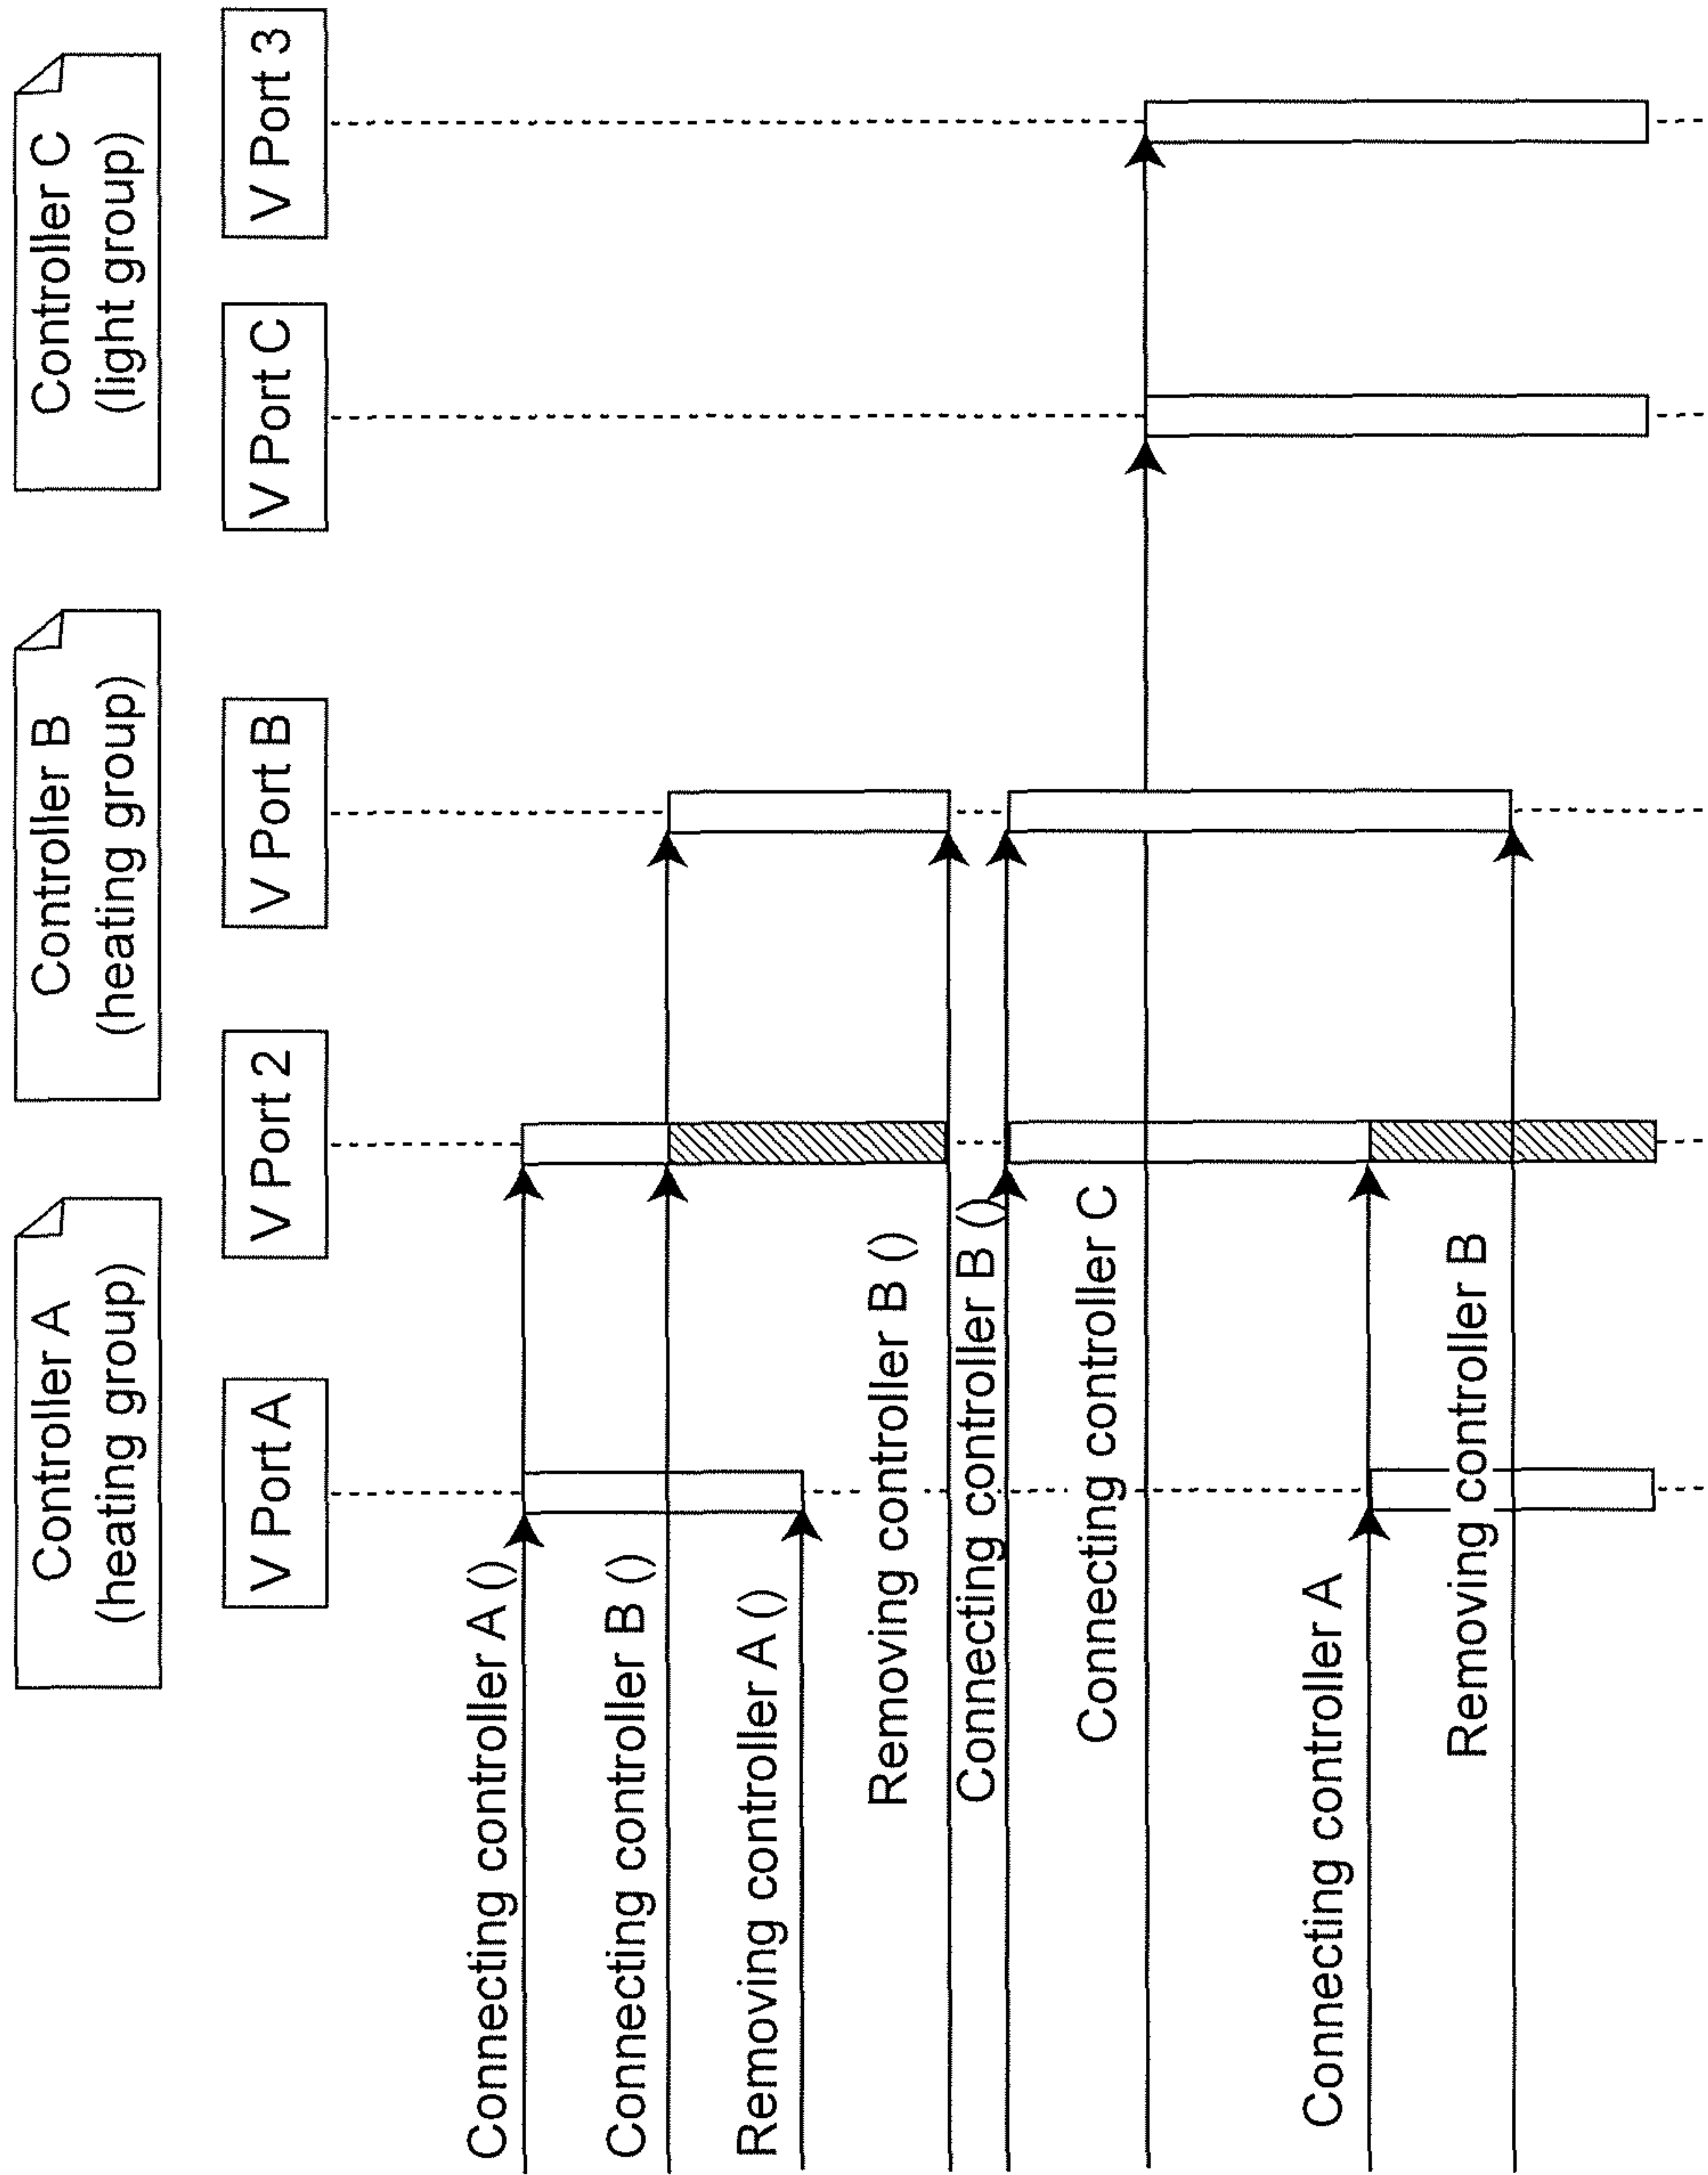 Controller A
(heating group)
Controller B
(heating group)
Controller C
(light group)
V Port A
V Port 2
V Port B
V Port C
V Port 3
Connecting controller A ()
Connecting controller B ()
Removing controller A ()
Removing controller B ()
Connecting controller B ()
Connecting controller C
Connecting controller A
Removing controller B